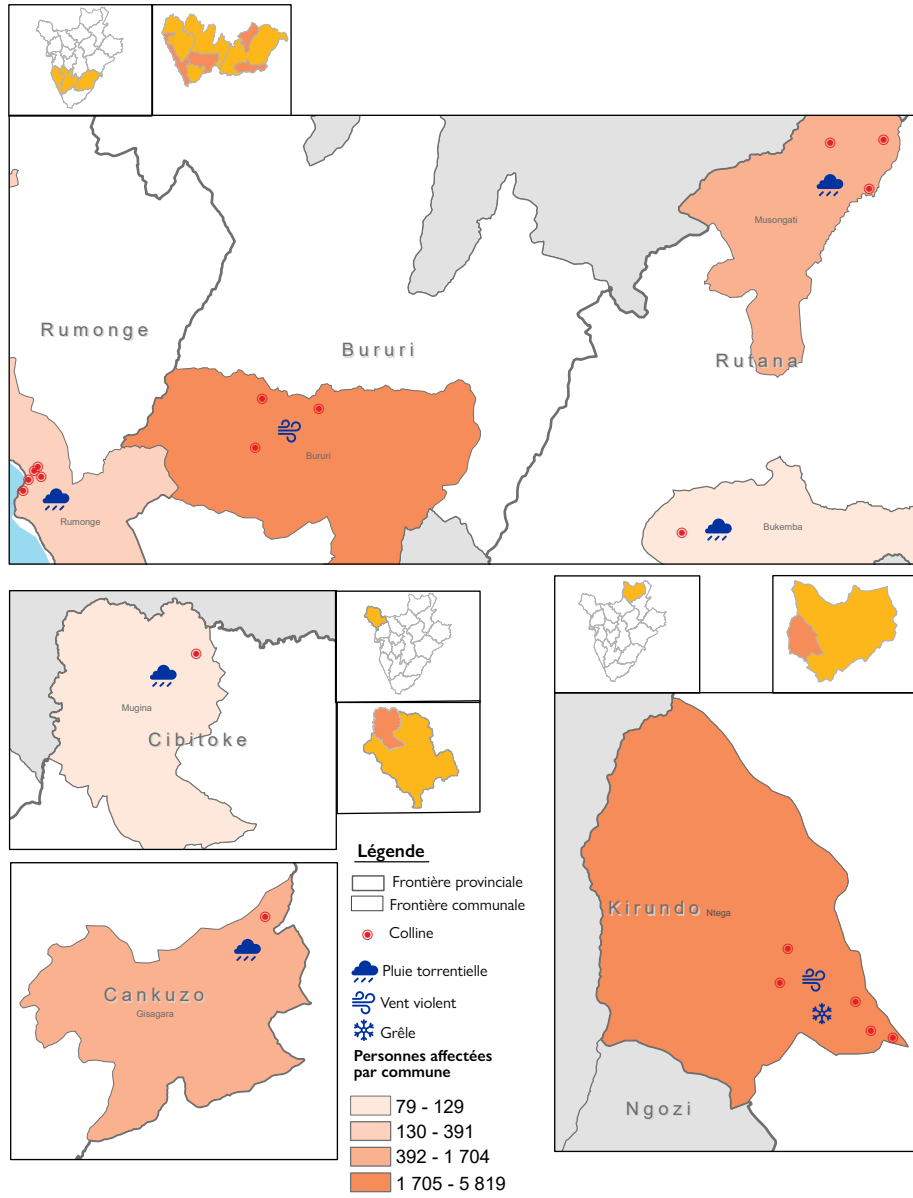 Musongati
Rumonge
Bururi
Rutana
Bururi
Rumonge
Bukemba
Mugina
Cibitoke
Légende
Frontière provinciale
Frontière communale
Colline
Pluie torrentielle
Vent violent
Grêle
Personnes affectées
par commune
79 - 129
130 - 391
392 - 1 704
1 705 - 5 819
Cankuzo
Gisagara
Kirundo Ntega
Ngozi